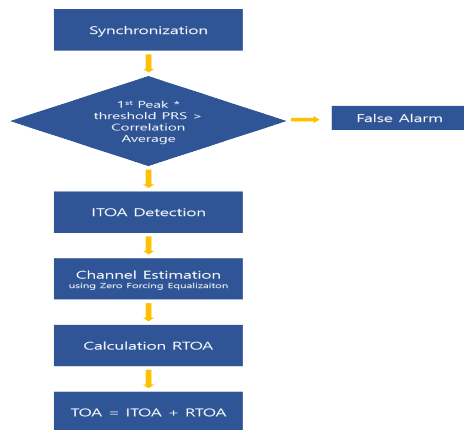 Synchronization
1st Peak *
threshold PRS >
Correlation
Average
False Alarm
ITOA Detection
Channel Estimation
using Zero Forcing Equalizaiton
Calculation RTOA
TOA = ITOA + RTOA